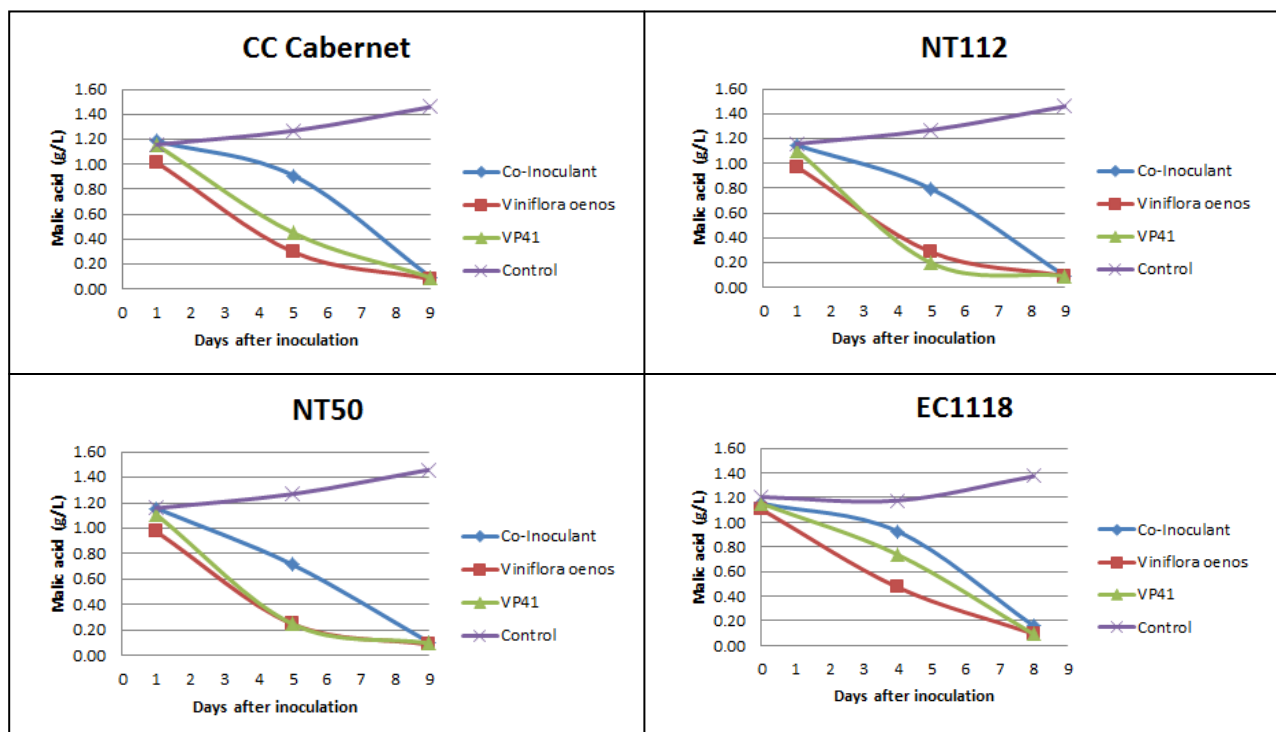 CC Cabernet
1.60
1.40
1.20
1.00
0.80
0.60
0.40
0.20
0.00
Malic acid (g/L)
0 1 2 3 4 5 6 7 8 9
Days after inoculation
Co-Inoculant
Viniflora oenos
VP41
Control
NT112
1.60
1.40
1.20
1.00
0.80
0.60
0.40
0.20
0.00
Malic acid (g/L)
0 1 2 3 4 5 6 7 8 9
Days after inoculation
Co-Inoculant
Viniflora oenos
VP41
Control
NT50
1.60
1.40
1.20
1.00
0.80
0.60
0.40
0.20
0.00
Malic acid (g/L)
0 1 2 3 4 5 6 7 8 9
Days after inoculation
Co-Inoculant
Viniflora oenos
VP41
Control
EC1118
1.60
1.40
1.20
1.00
0.80
0.60
0.40
0.20
0.00
Malic acid (g/L)
0 1 2 3 4 5 6 7 8 9
Days after inoculation
Co-Inoculant
Viniflora oenos
VP41
Control